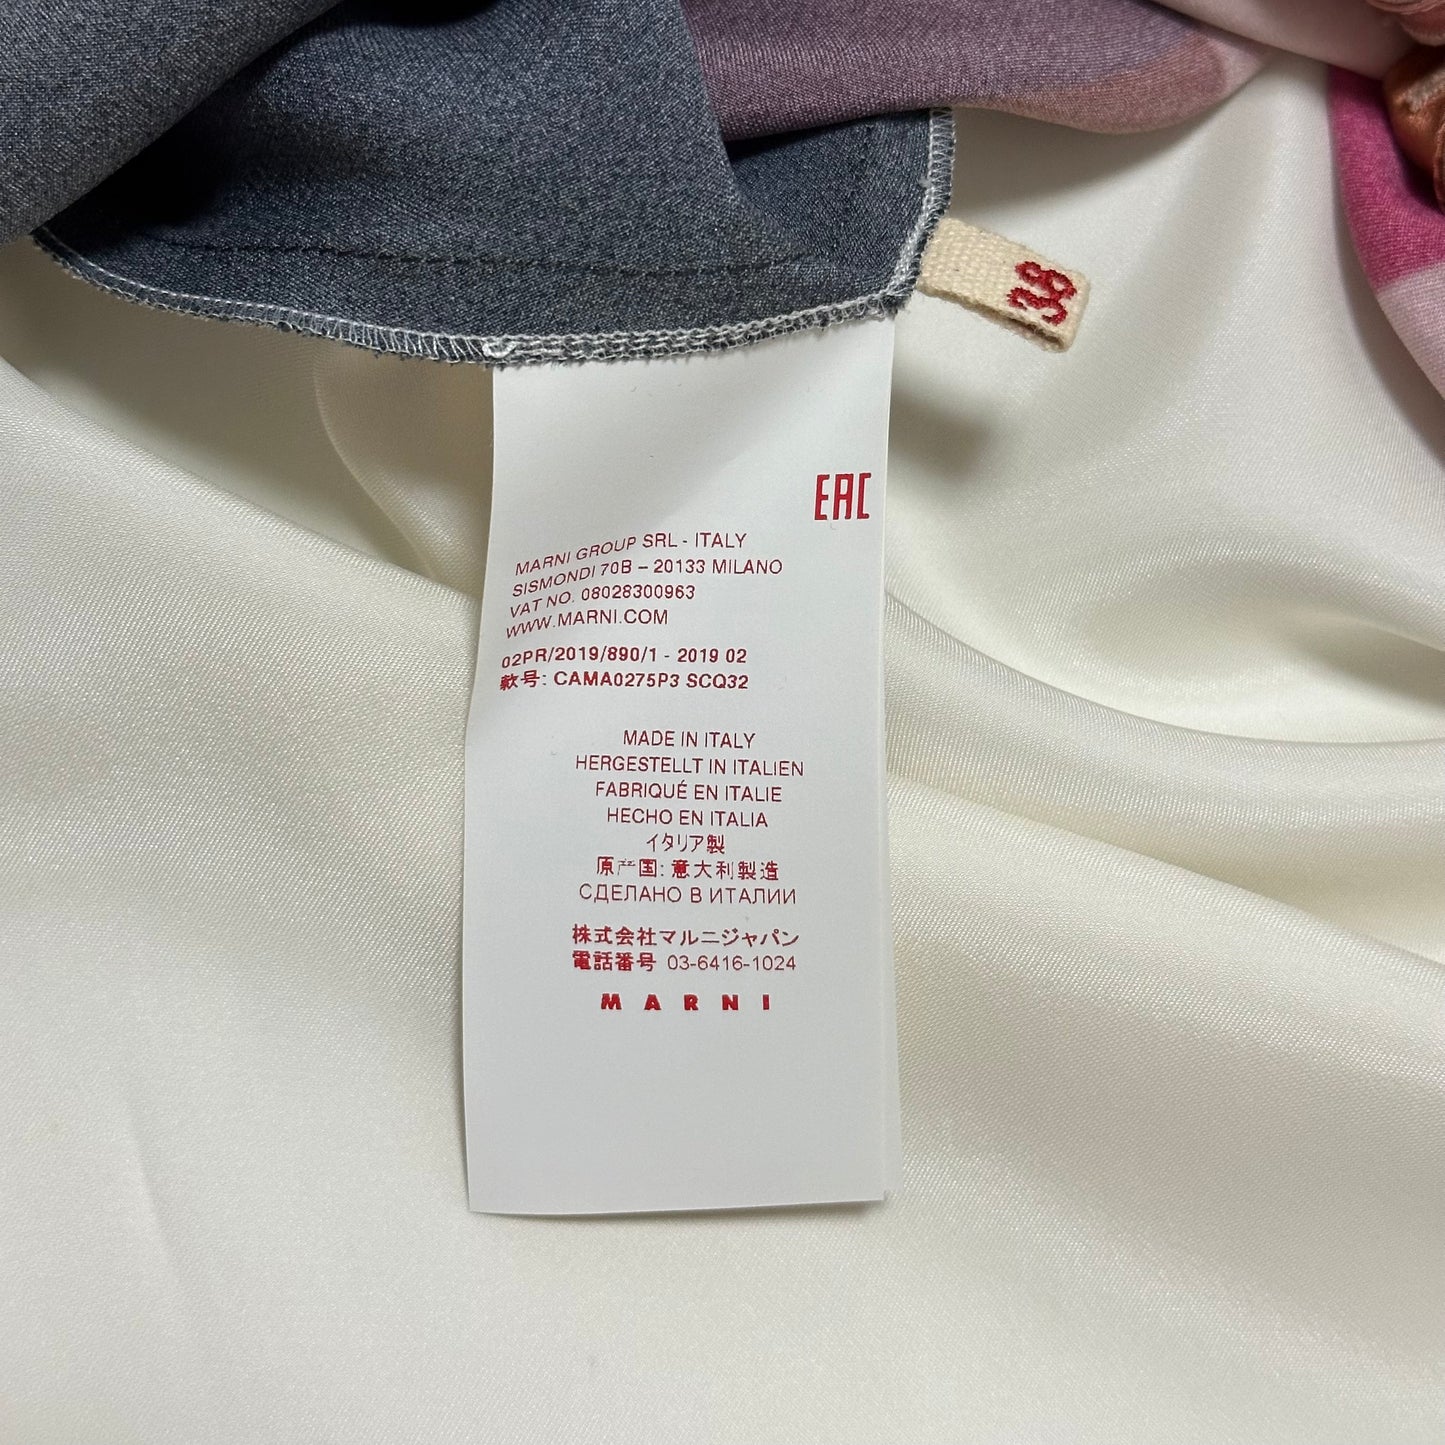 38
EAC
MARNI GROUP SRL - ITALY
SISMONDI 70B – 20133 MILANO
VAT NO. 08028300963
WWW.MARNI.COM
02PR/2019/890/1 - 2019 02
款号: CAMA0275P3 SCQ32
MADE IN ITALY
HERGESTELLT IN ITALIEN
FABRIQUÉ EN ITALIE
HECHO EN ITALIA
イタリア製
原产国: 意大利製造
СДЕЛАНО В ИТАЛИИ
株式会社マルニジャパン
電話番号 03-6416-1024
MARNI